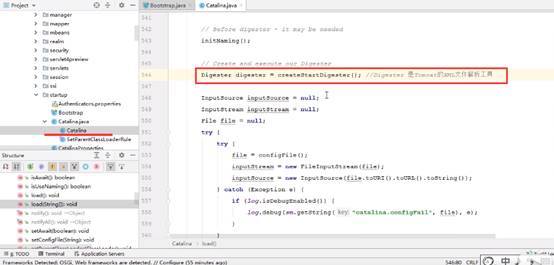 Project
Bootstrap.java
Catalina.java
manager
mapper
mbeans
realm
security
servlet4preview
servlets
session
ssi
startup
Authenticators.properties
Bootstrap
Catalina.java
Catalina
SetParentClassLoaderRule
CatalinaProperties
Structure
isAwait(): boolean
isUseNaming(): boolean
load(): void
load(String[]): void
notify(): void →Object
notifyAll(): void →Object
setAwait(boolean): void
setConfigFile(String): void
541
542
// Before digester - it may be needed
543
initNaming();
544
545
// Create and execute our Digester
546
Digester digester = createStartDigester(); //Digester 是Tomcat的XML文件解析工具
547
548
InputSource inputSource = null;
549
InputStream inputStream = null;
550
File file = null;
551
try {
552
try {
553
file = configFile();
554
inputStream = new FileInputStream(file);
555
inputSource = new InputSource(file.toURI().toURL().toString());
556
} catch (Exception e) {
557
if (log.isDebugEnabled()) {
558
log.debug(sm.getString( key: "catalina.configFail", file), e);
559
}
560
Catalina
load()
6: TODO
Terminal
Application Servers
Frameworks Detected: OSGi, Web frameworks are detected. // Configure (55 minutes ago)
546:80
CRLF
中